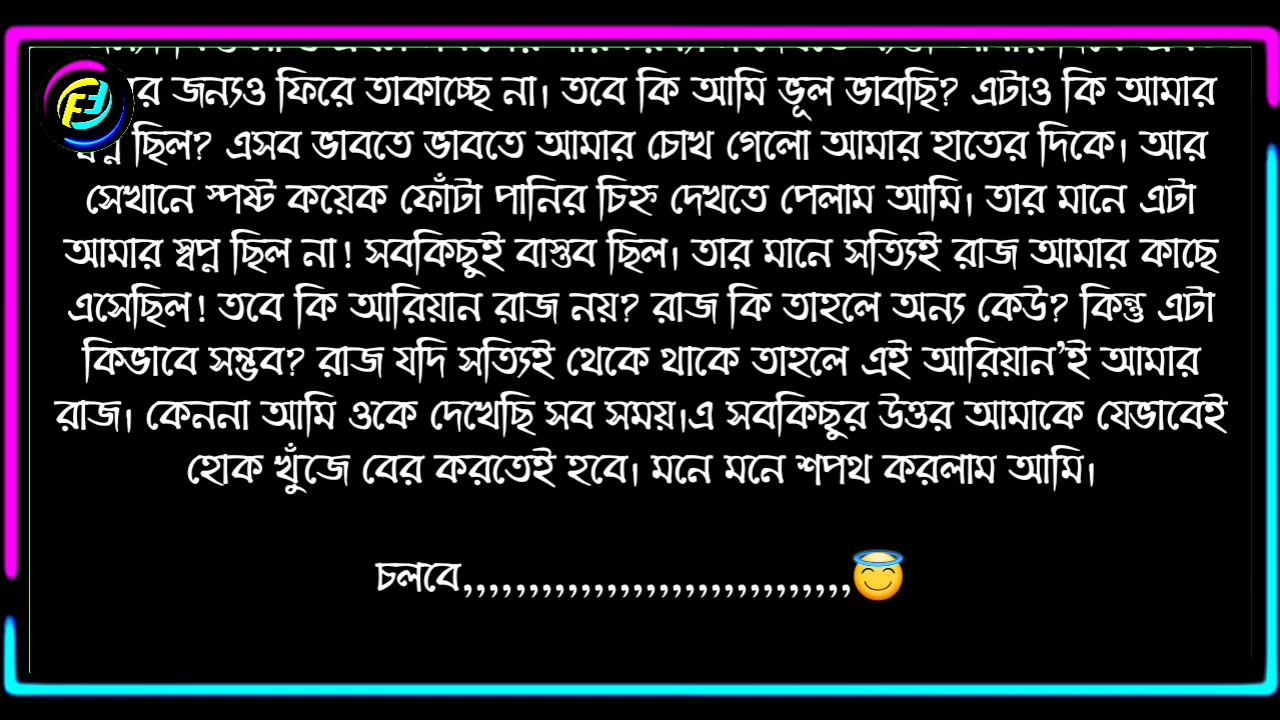 জন্যও ফিরে তাকাচ্ছে না। তবে কি আমি ভূল ভাবছি? এটাও কি আমার
স্বপ্ন ছিল? এসব ভাবতে ভাবতে আমার চোখ গেলো আমার হাতের দিকে। আর
সেখানে স্পষ্ট কয়েক ফোঁটা পানির চিহ্ন দেখতে পেলাম আমি। তার মানে এটা
আমার স্বপ্ন ছিল না! সবকিছুই বাস্তব ছিল। তার মানে সত্যিই রাজ আমার কাছে
এসেছিল! তবে কি আরিয়ান রাজ নয়? রাজ কি তাহলে অন্য কেউ? কিন্তু এটা
কিভাবে সম্ভব? রাজ যদি সত্যিই থেকে থাকে তাহলে এই আরিয়ান’ই আমার
রাজ। কেননা আমি ওকে দেখেছি সব সময়।এ সবকিছুর উত্তর আমাকে যেভাবেই
হোক খুঁজে বের করতেই হবে। মনে মনে শপথ করলাম আমি।
চলবে,,,,,,,,,,,,,,,,,,,,,,,,,,,,,,😇